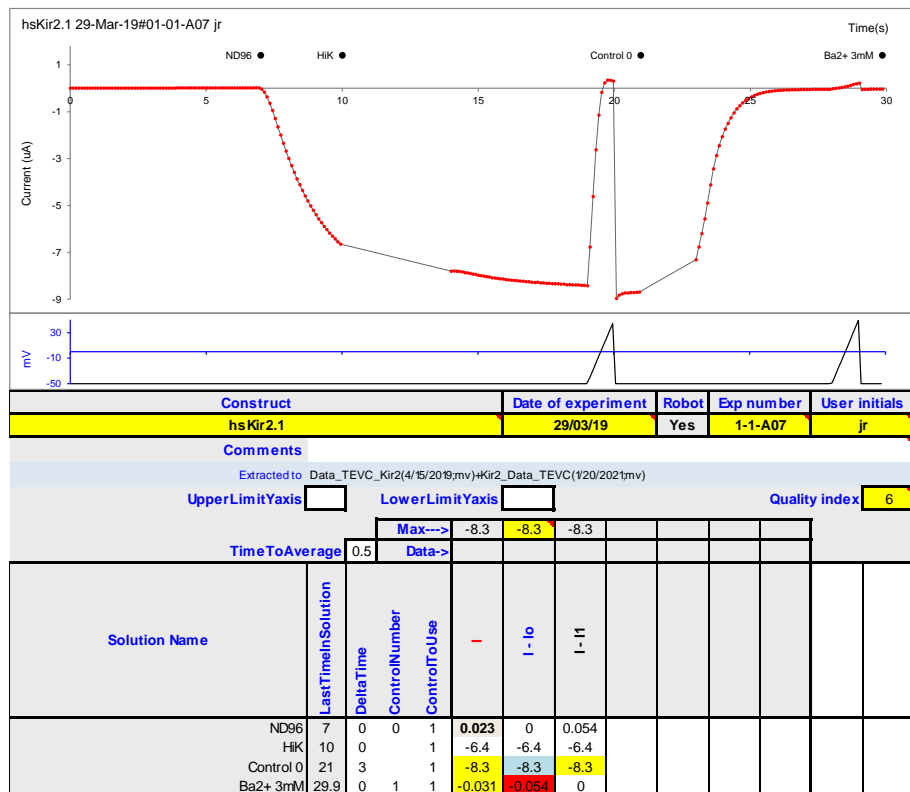 hsKir2.1 29-Mar-19#01-01-A07 jr
Time(s)
ND96 ● HiK ● Control 0 ● Ba2+ 3mM ●
1
0 5 10 15 20 25 30
-1
-3
-5
-7
-9
Current (uA)
30
-10
-50
mV
Construct Date of experiment Robot Exp number User initials
hsKir2.1 29/03/19 Yes 1-1-A07 jr
Comments
Extracted to Data_TEVC_Kir2(4/15/2019;mv)+Kir2_Data_TEVC(1/20/2021;mv)
UpperLimitYaxis LowerLimitYaxis Quality index 6
Max---> -8.3 -8.3 -8.3
TimeToAverage 0.5 Data->
Solution Name LastTimeInSolution DeltaTime ControlNumber ControlToUse I I - Io I - I1
ND96 7 0 0 1 0.023 0 0.054
HiK 10 0 1 -6.4 -6.4 -6.4
Control 0 21 3 1 -8.3 -8.3 -8.3
Ba2+ 3mM 29.9 0 1 1 -0.031 -0.054 0